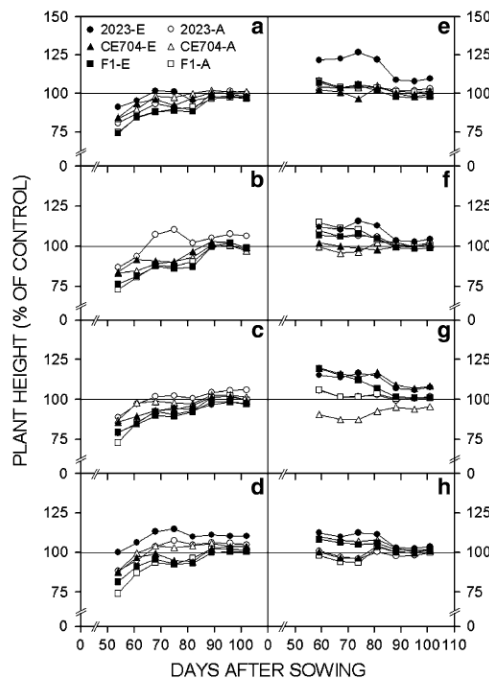 150
a
e
150
2023-E
2023-A
CE704-E
CE704-A
F1-E
F1-A
125
125
100
100
75
75
0
0
b
f
125
125
100
100
75
75
0
0
c
g
125
125
100
100
75
75
0
0
d
h
125
125
100
100
75
75
0
0
0 40 50 60 70 80 90 100 0 50 60 70 80 90 100 110
DAYS AFTER SOWING
PLANT HEIGHT (% OF CONTROL)